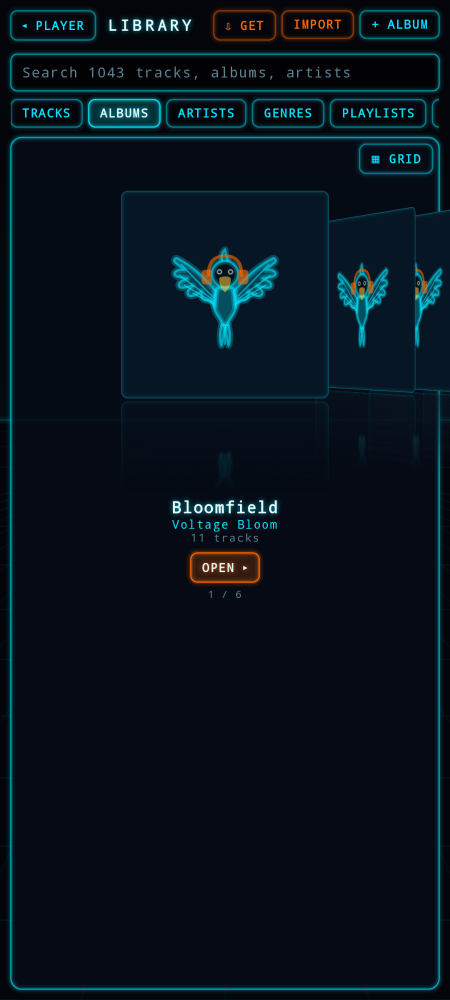 ◂ PLAYER LIBRARY ⇩ GET IMPORT + ALBUM
Search 1043 tracks, albums, artists
TRACKS ALBUMS ARTISTS GENRES PLAYLISTS
▦ GRID
Bloomfield
Voltage Bloom
11 tracks
OPEN ▸
1 / 6